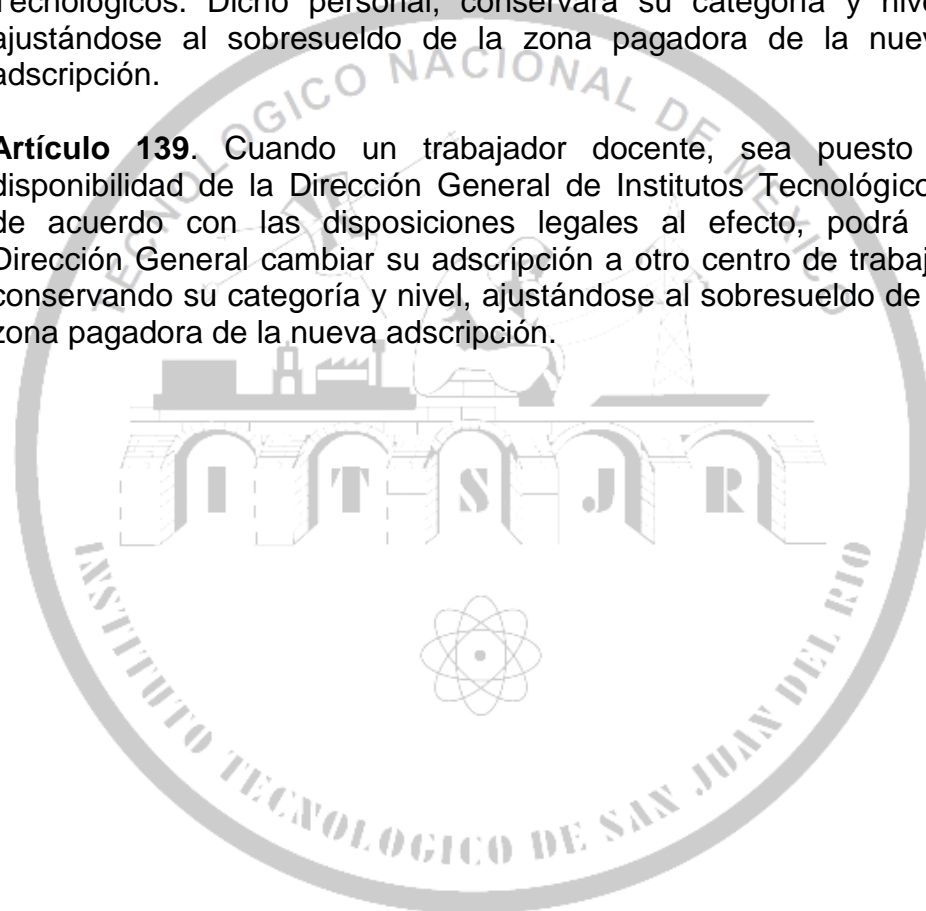 Tecnológicos. Dicho personal, conservará su categoría y nive
ajustándose al sobresueldo de la zona pagadora de la nuev
adscripción.
Artículo 139. Cuando un trabajador docente, sea puesto
disponibilidad de la Dirección General de Institutos Tecnológico
de acuerdo con las disposiciones legales al efecto, podrá
Dirección General cambiar su adscripción a otro centro de trabaj
conservando su categoría y nivel, ajustándose al sobresueldo de
zona pagadora de la nueva adscripción.
TECNOLOGICO NACIONAL DE MEXICO
I T S J R
INSTITUTO TECNOLOGICO DE SAN JUAN DEL RIO